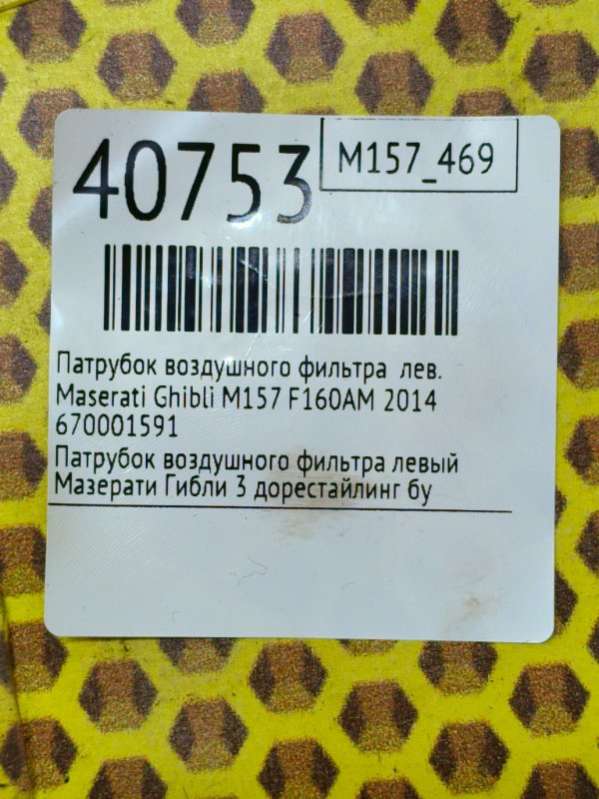 40753
M157_469
Патрубок воздушного фильтра лев.
Maserati Ghibli M157 F160AM 2014
670001591
Патрубок воздушного фильтра левый
Мазерати Гибли 3 дорестайлинг бу